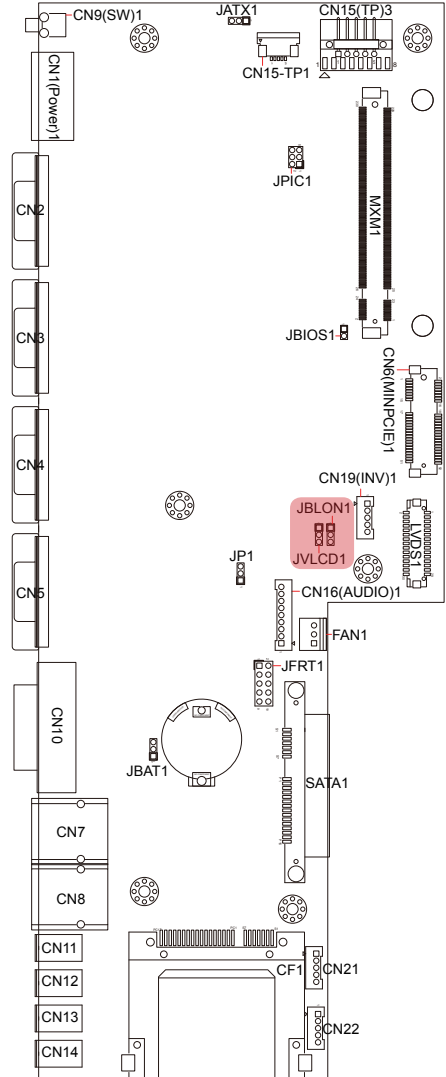 CN9(SW)1
JATX1
CN15(TP)3
CN15-TP1
1
8
CN1(Power)1
JPIC1
CN2
MXM1
CN3
JBIOS1
CN6(MINPCIE)1
CN4
CN19(INV)1
JBLON1
LVDS1
JVLCD1
JP1
CN5
CN16(AUDIO)1
FAN1
JFRT1
CN10
JBAT1
SATA1
CN7
CN8
CN11
CF1
CN21
CN12
CN13
CN22
CN14